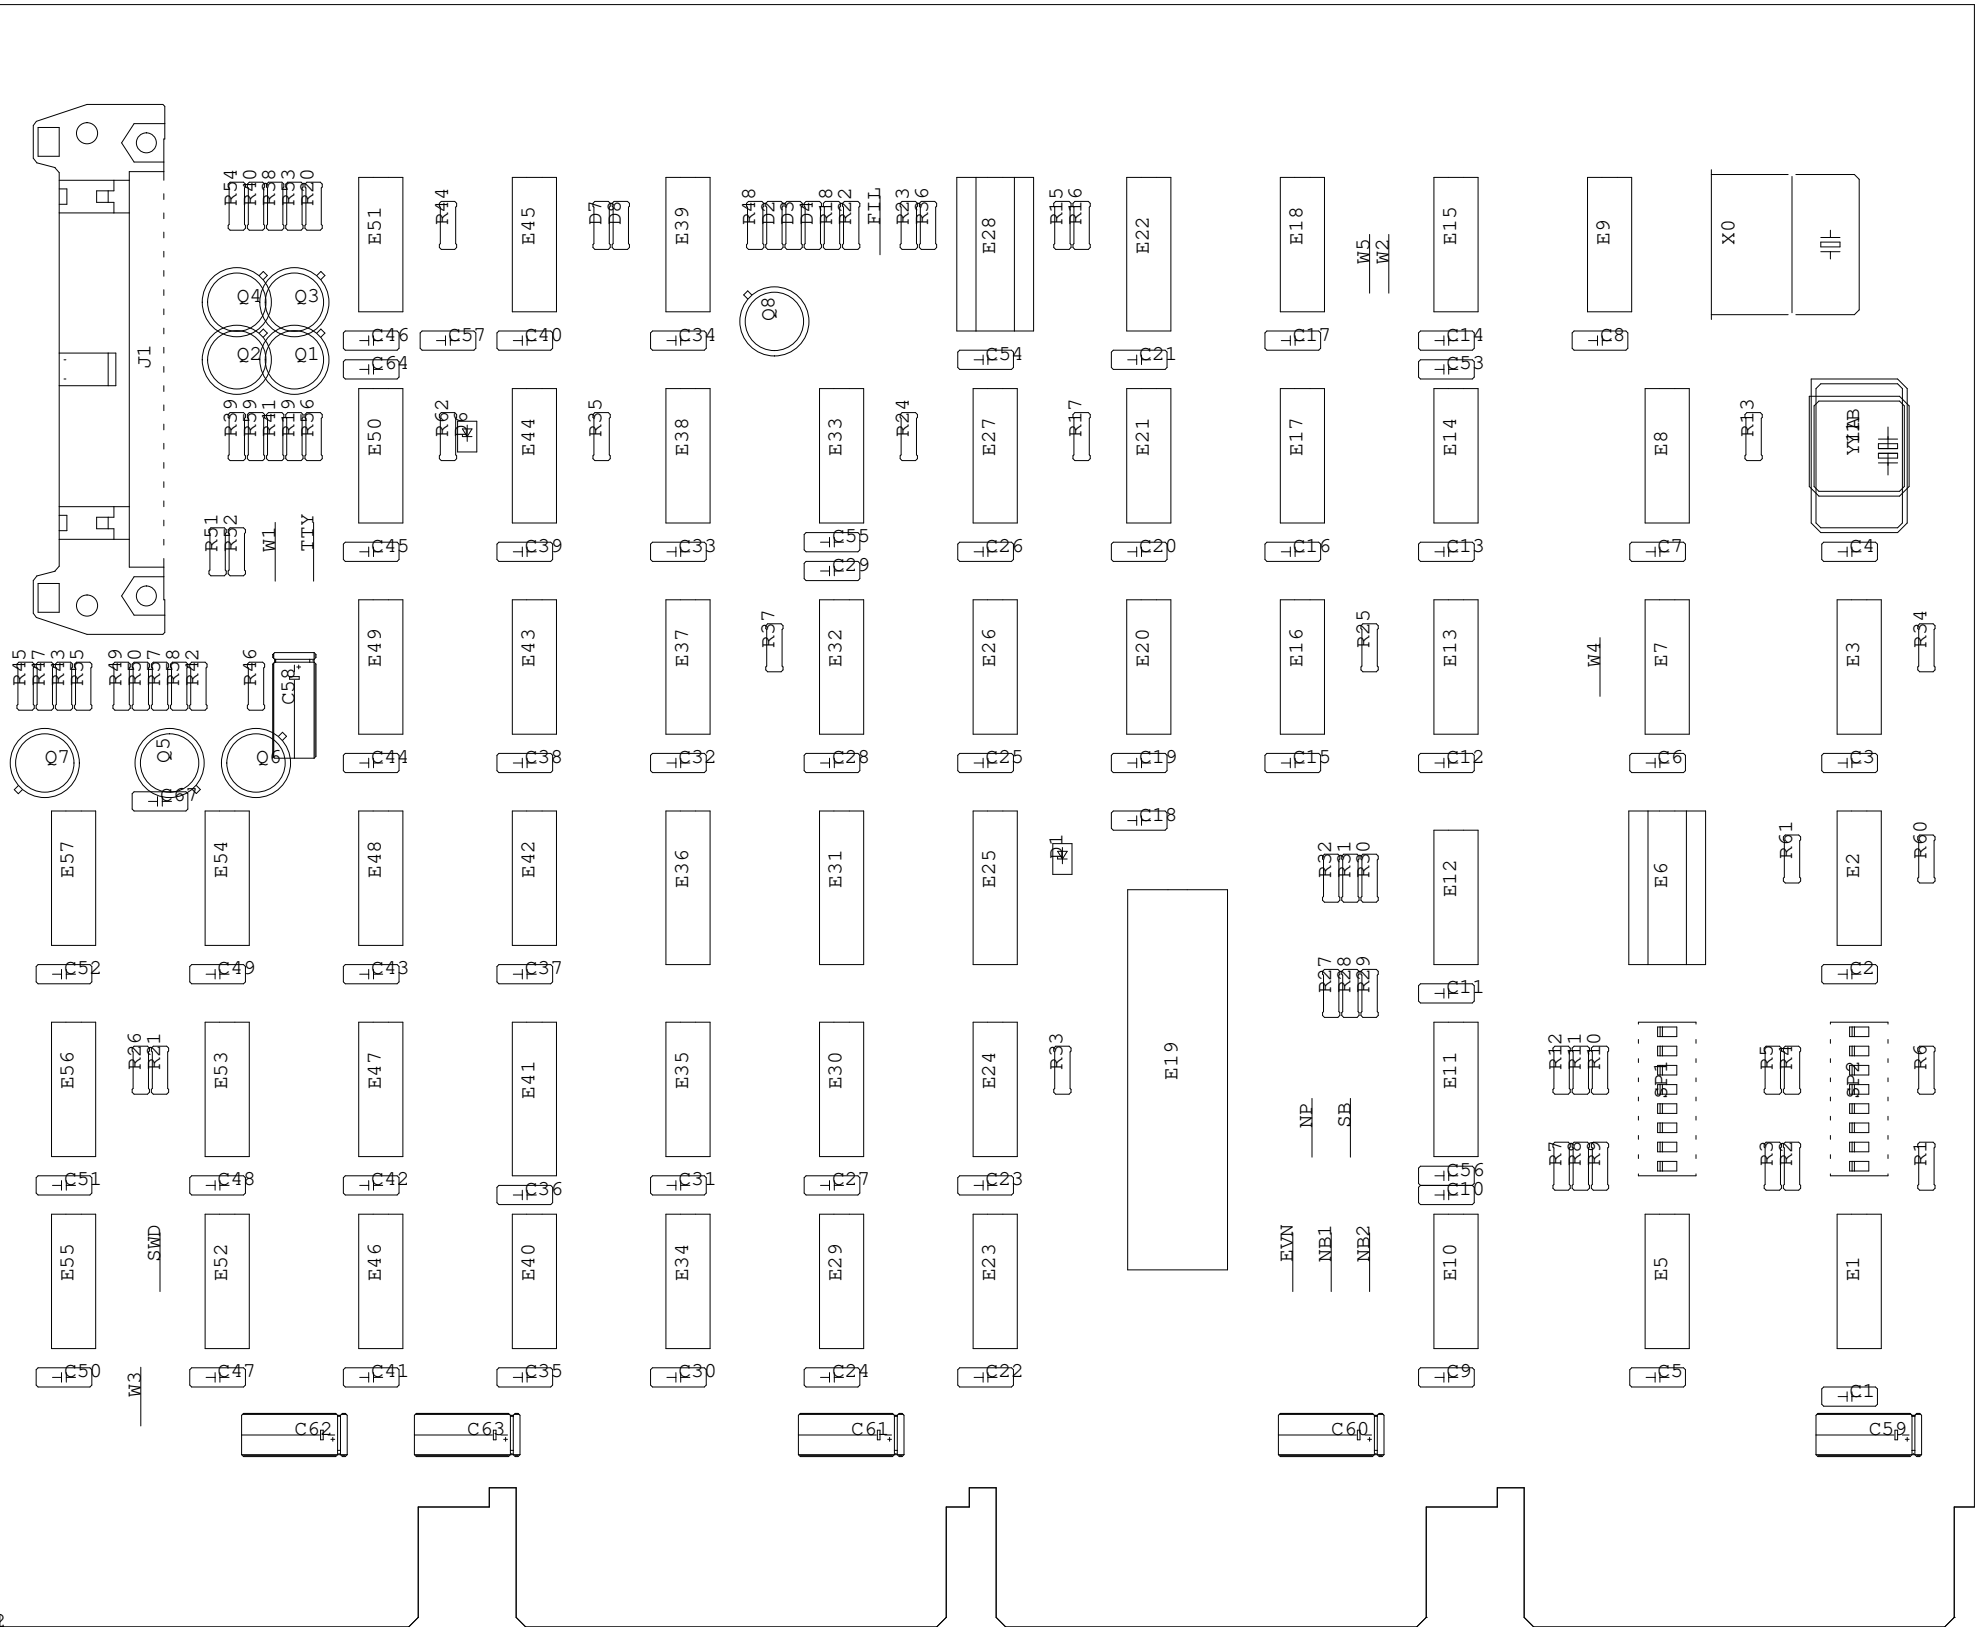 R54 R40 R38 R53 R20
E51
R44
E45
D7 D8
E39
R48 D2 D3 D4 R18 R22 FIL R23 R36
E28
R15 R16
E22
E18
W5 W2
E15
E9
X0
Q4 Q3
Q8
C46 C57 C40 C34 C17 C14 C8
J1
Q2 Q1
C64 C54 C21 C53
R39 R59 R41 R19 R56
E50
R62
E44
R35
E38
E33
R24
E27
R17
E21
E17
E14
E8
R13
R51 R52 W1 TTY
C45 C39 C33 C55 C26 C20 C16 C13 C7 C4
C29
E49
E43
E37
R37
E32
E26
E20
E16
R25
E13
W4
E7
E3
R34
R45 R47 R43 R55 R49 R50 R57 R58 R42 R46 C58
Q7 Q5 Q6
C44 C38 C32 C28 C25 C19 C15 C12 C6 C3
C67
C18
E57 E54 E48 E42 E36 E31 E25 D1
R32 R31 R30
E12
E6
R61
E2
R60
C52 C49 C43 C37 C2
R27 R28 R29
C11
E56
R26 R21
E53 E47 E41 E35 E30 E24
R33
E19
E11
R12 R11 R10
SP1
R5 R4
SP2
R6
NP SB
R7 R8 R9
R3 R2
R1
C51 C48 C42 C36 C31 C27 C23 C56
C10
E55
SWD
E52 E46 E40 E34 E29 E23
EVN NB1 NB2
E10 E5 E1
C50
W3
C47 C41 C35 C30 C24 C22 C9 C5 C1
C62 C63 C61 C60 C59